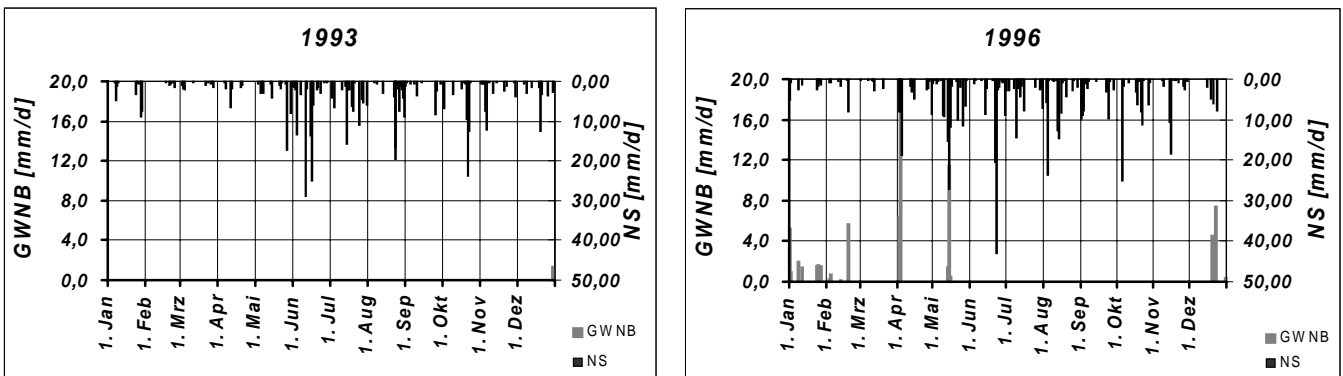 1993
GWNB [mm/d]
20,0
16,0
12,0
8,0
4,0
0,0
0,00
10,00
20,00
30,00
40,00
50,00
NS [mm/d]
1. Jan
1. Feb
1. Mrz
1. Apr
1. Mai
1. Jun
1. Jul
1. Aug
1. Sep
1. Okt
1. Nov
1. Dez
GWNB
NS
1996
GWNB [mm/d]
20,0
16,0
12,0
8,0
4,0
0,0
0,00
10,00
20,00
30,00
40,00
50,00
NS [mm/d]
1. Jan
1. Feb
1. Mrz
1. Apr
1. Mai
1. Jun
1. Jul
1. Aug
1. Sep
1. Okt
1. Nov
1. Dez
GWNB
NS